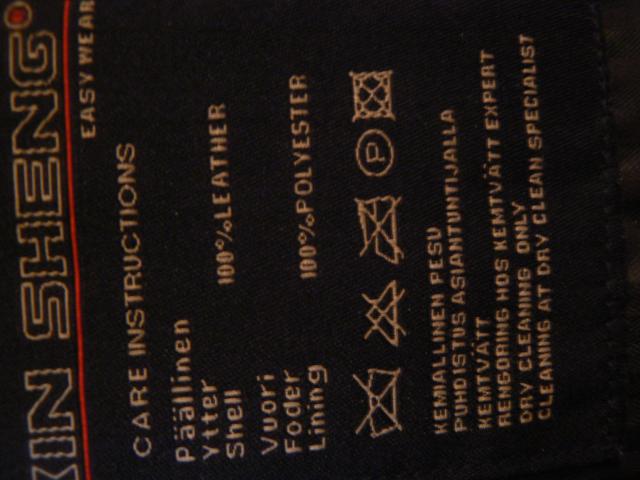 XIN SHENG
EASY WEAR
CARE INSTRUCTIONS
Päällinen
Ytter 100%LEATHER
Shell
Vuori
Foder 100%POLYESTER
Lining
P
KEMIALLINEN PESU
PUHDISTUS ASIANTUNTIJALLA
KEMTVÄTT
RENGÖRING HOS KEMTVÄTT EXPERT
DRY CLEANING ONLY
CLEANING AT DRY CLEAN SPECIALIST